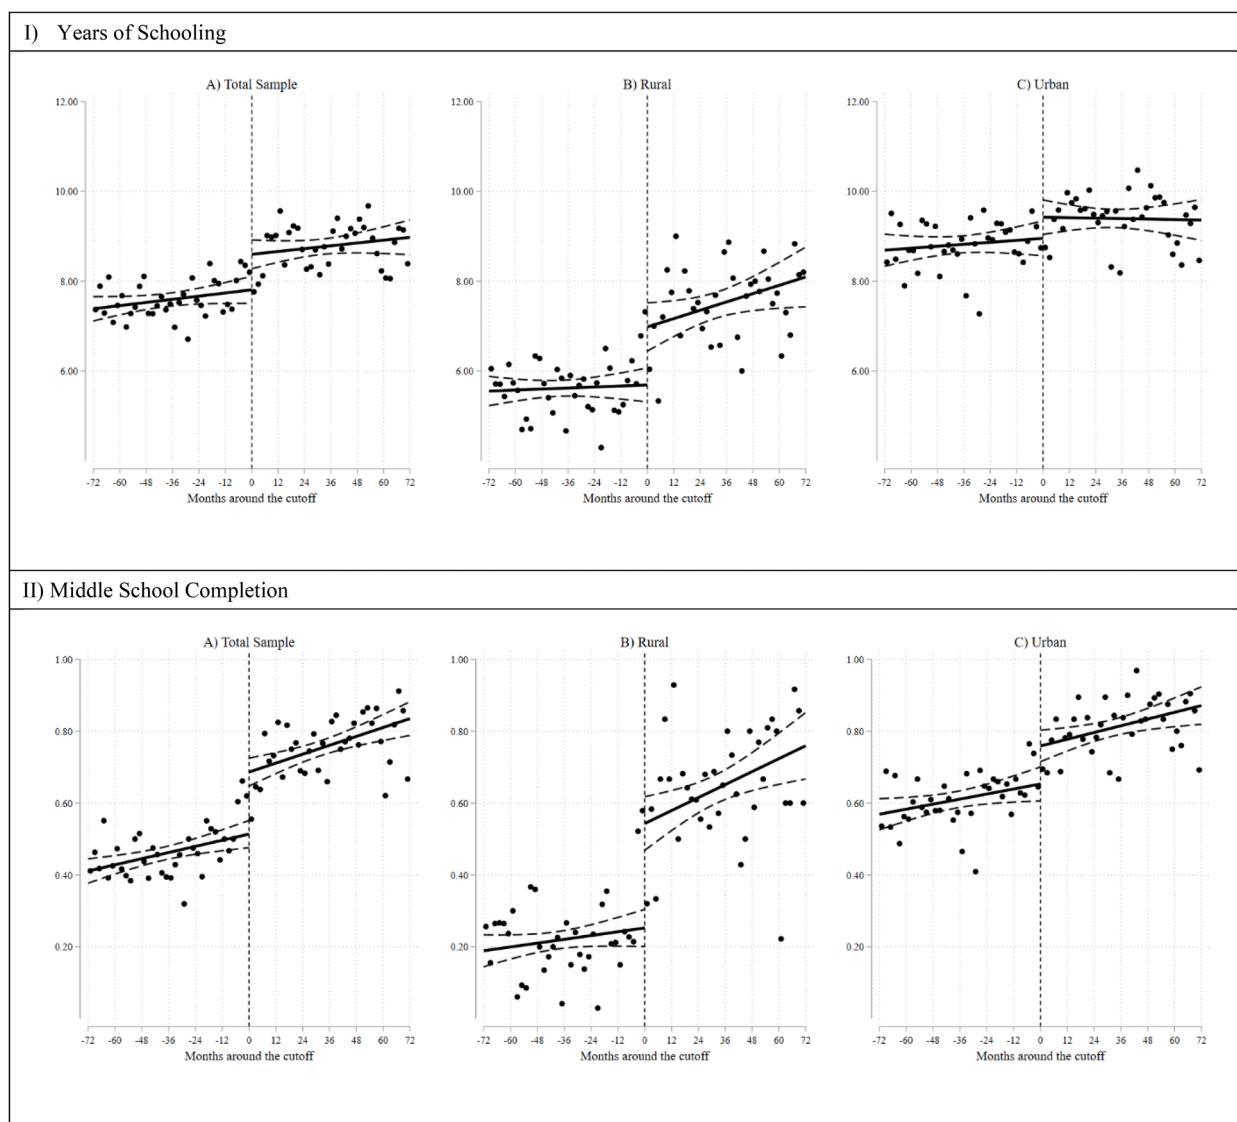 I) Years of Schooling
A) Total Sample
B) Rural
C) Urban
12.00
10.00
8.00
6.00
-72 -60 -48 -36 -24 -12 0 12 24 36 48 60 72
Months around the cutoff
12.00
10.00
8.00
6.00
-72 -60 -48 -36 -24 -12 0 12 24 36 48 60 72
Months around the cutoff
12.00
10.00
8.00
6.00
-72 -60 -48 -36 -24 -12 0 12 24 36 48 60 72
Months around the cutoff
II) Middle School Completion
A) Total Sample
B) Rural
C) Urban
1.00
0.80
0.60
0.40
0.20
-72 -60 -48 -36 -24 -12 0 12 24 36 48 60 72
Months around the cutoff
1.00
0.80
0.60
0.40
0.20
-72 -60 -48 -36 -24 -12 0 12 24 36 48 60 72
Months around the cutoff
1.00
0.80
0.60
0.40
0.20
-72 -60 -48 -36 -24 -12 0 12 24 36 48 60 72
Months around the cutoff